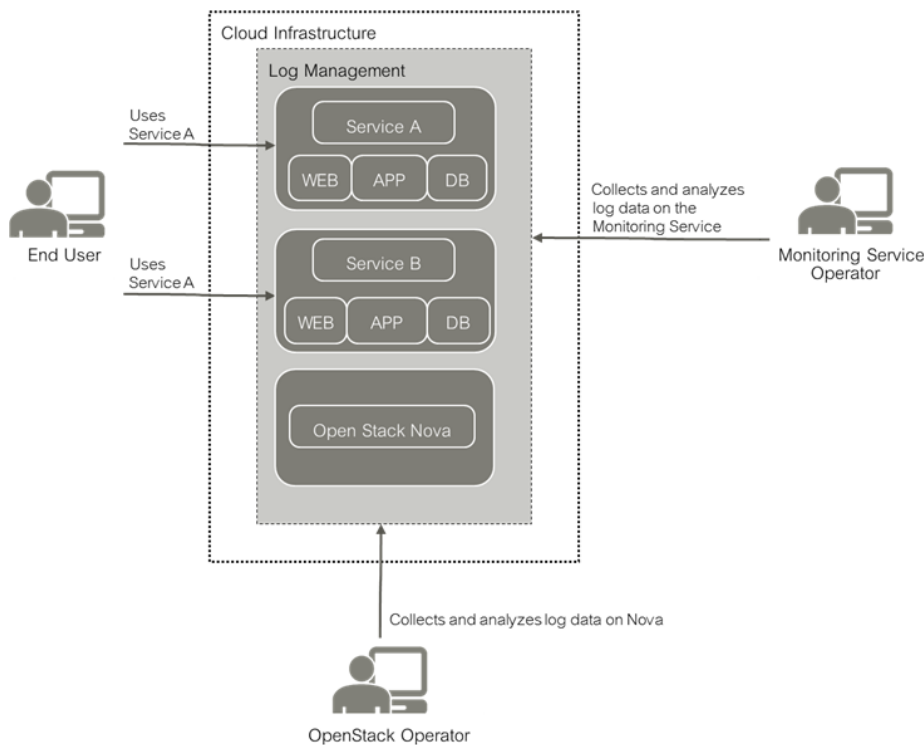 Cloud Infrastructure
Log Management
Uses
Service A
Service A
WEB
APP
DB
End User
Collects and analyzes
log data on the
Monitoring Service
Monitoring Service
Operator
Uses
Service A
Service B
WEB
APP
DB
Open Stack Nova
Collects and analyzes log data on Nova
OpenStack Operator